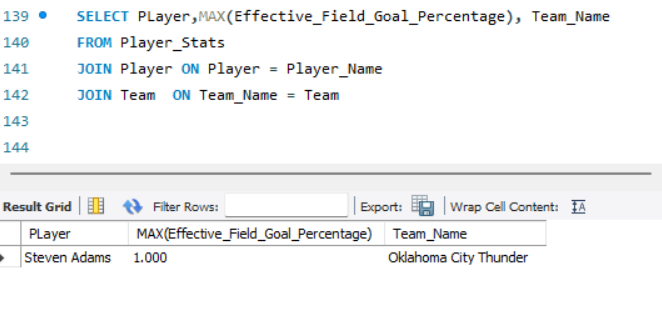 139 SELECT PLayer,MAX(Effective_Field_Goal_Percentage), Team_Name
140 FROM Player_Stats
141 JOIN Player ON Player = Player_Name
142 JOIN Team ON Team_Name = Team
143
144
Result Grid Filter Rows: Export: Wrap Cell Content: IA
PLayer MAX(Effective_Field_Goal_Percentage) Team_Name
Steven Adams 1.000 Oklahoma City Thunder